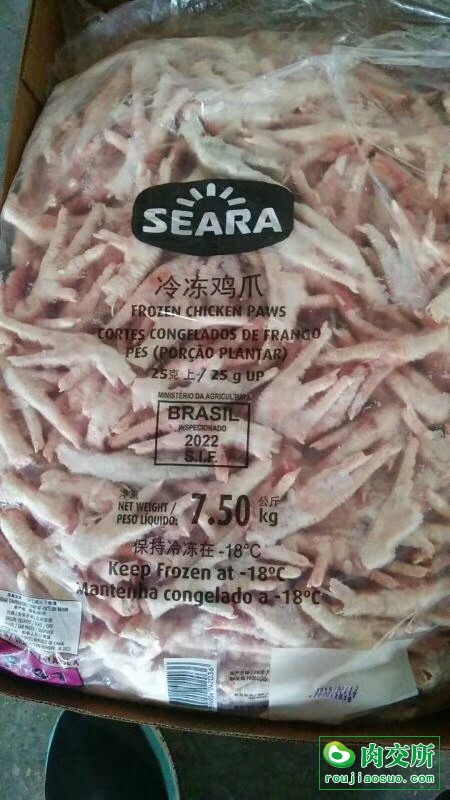 SEARA
冷冻鸡爪
FROZEN CHICKEN PAWS
CORTES CONGELADOS DE FRANGO
PÉS (PORÇÃO PLANTAR)
25克 上 / 25 g UP
MINISTÉRIO DA AGRICULTURA
BRASIL
INSPECIONADO
2022
S.I.F.
净重 公斤
NET WEIGHT / 7.50 kg
PESO LÍQUIDO:
保持冷冻在 -18°C
Keep Frozen at -18°C
Mantenha congelado a -18°C
肉交所
roujiaosuo.com